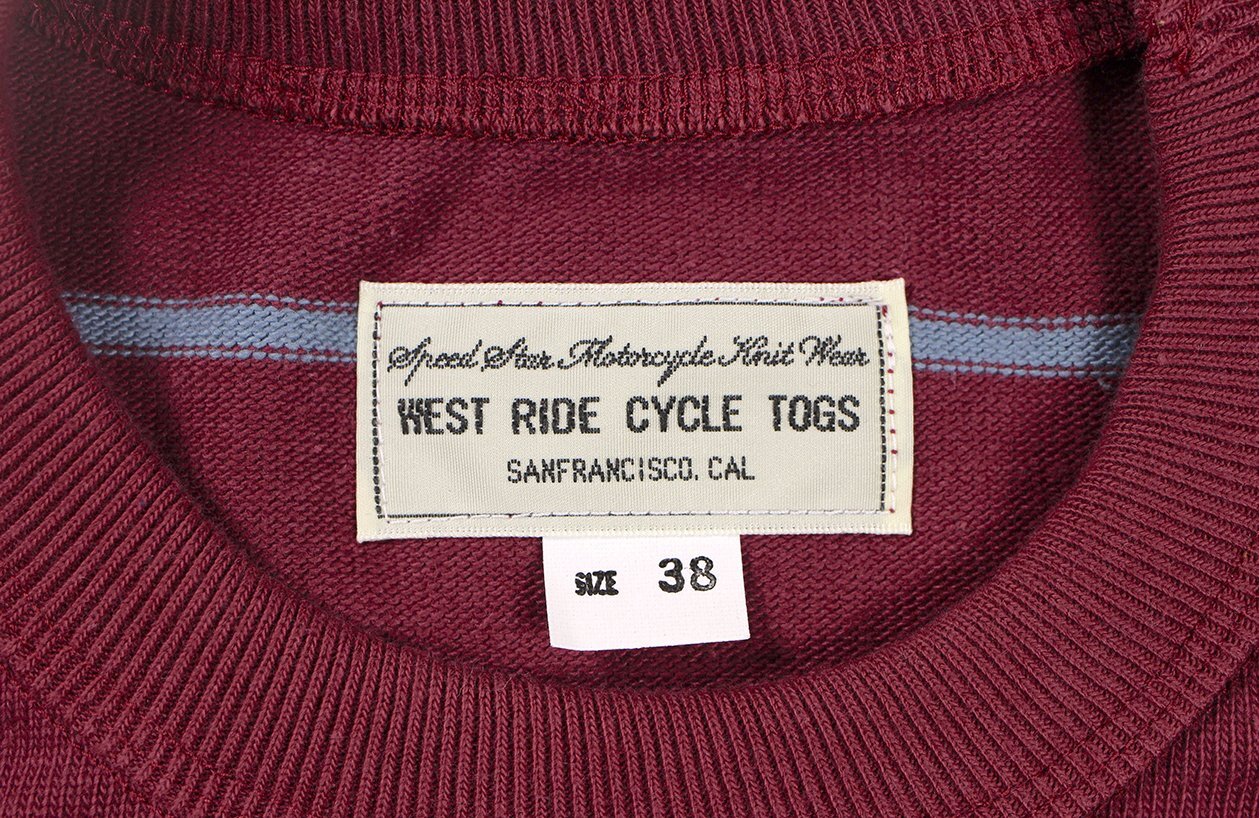 Speed Star Motorcycle Knit Wear
WEST RIDE CYCLE TOGS
SANFRANCISCO. CAL
SIZE 38